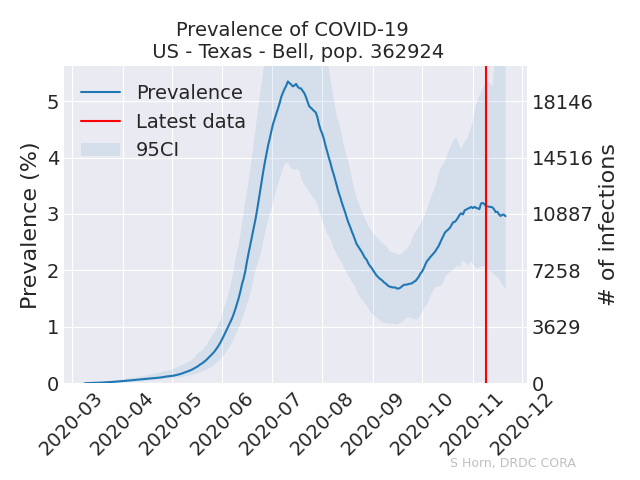 Prevalence of COVID-19
US - Texas - Bell, pop. 362924
Prevalence
Latest data
95CI
Prevalence (%)
5
4
3
2
1
0
18146
14516
10887
7258
3629
0
# of infections
2020-03
2020-04
2020-05
2020-06
2020-07
2020-08
2020-09
2020-10
2020-11
2020-12
S Horn, DRDC CORA